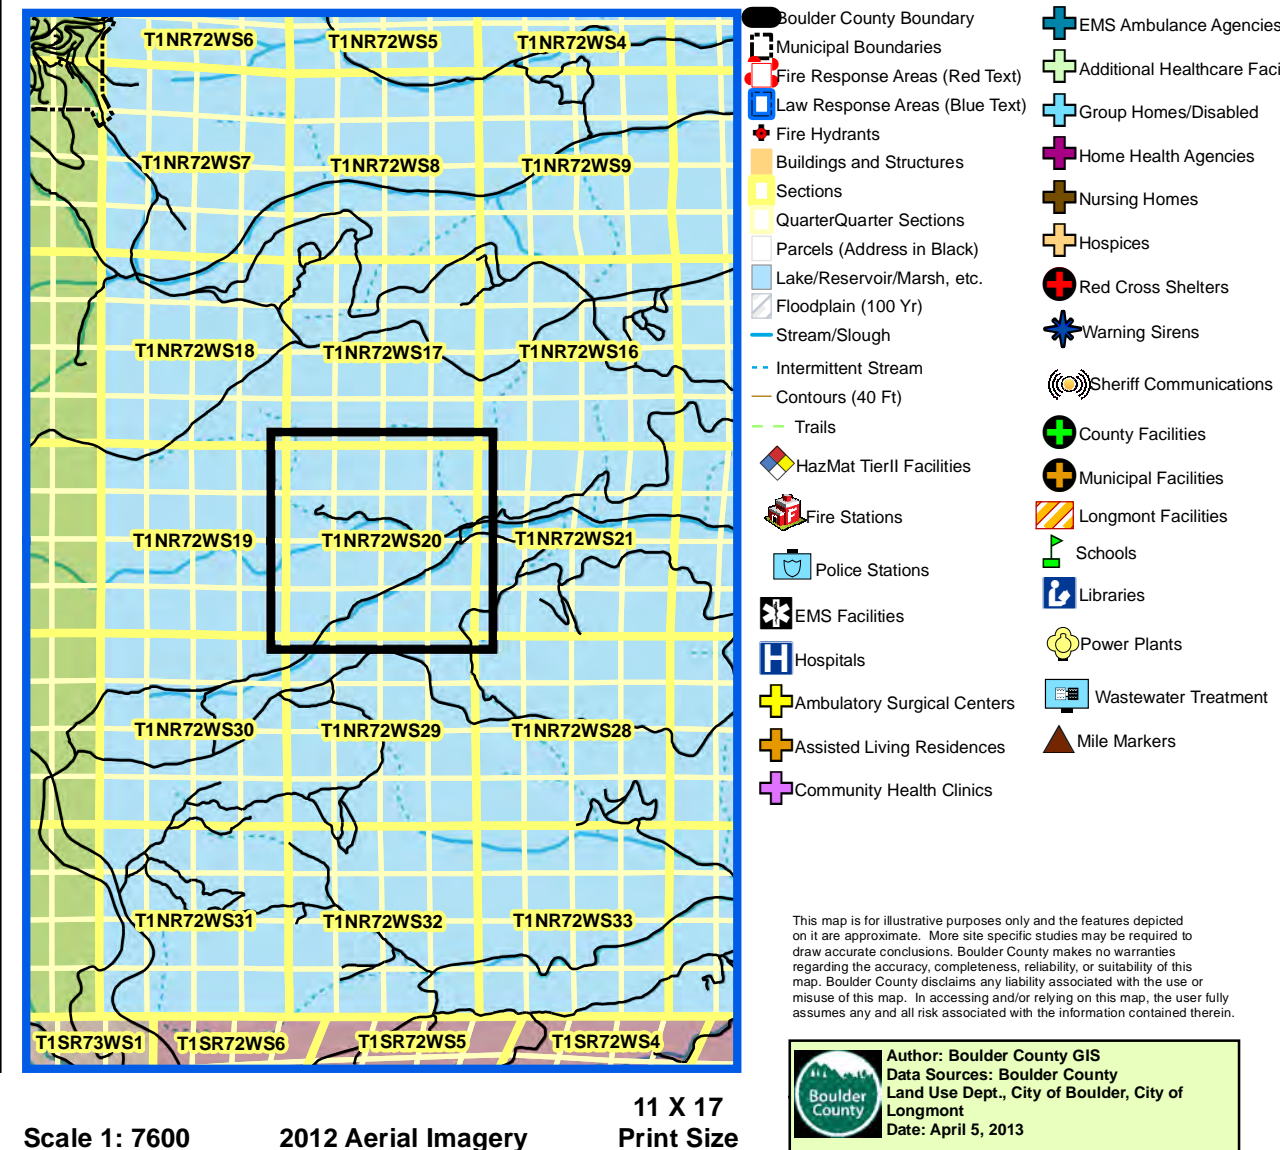 T1NR72WS6
T1NR72WS5
T1NR72WS4
T1NR72WS7
T1NR72WS8
T1NR72WS9
T1NR72WS18
T1NR72WS17
T1NR72WS16
T1NR72WS19
T1NR72WS20
T1NR72WS21
T1NR72WS30
T1NR72WS29
T1NR72WS28
T1NR72WS31
T1NR72WS32
T1NR72WS33
T1SR73WS1
T1SR72WS6
T1SR72WS5
T1SR72WS4
Boulder County Boundary
Municipal Boundaries
Fire Response Areas (Red Text)
Law Response Areas (Blue Text)
Fire Hydrants
Buildings and Structures
Sections
QuarterQuarter Sections
Parcels (Address in Black)
Lake/Reservoir/Marsh, etc.
Floodplain (100 Yr)
Stream/Slough
Intermittent Stream
Contours (40 Ft)
Trails
HazMat TierII Facilities
Fire Stations
Police Stations
EMS Facilities
Hospitals
Ambulatory Surgical Centers
Assisted Living Residences
Community Health Clinics
EMS Ambulance Agencies
Additional Healthcare Faci
Group Homes/Disabled
Home Health Agencies
Nursing Homes
Hospices
Red Cross Shelters
Warning Sirens
Sheriff Communications
County Facilities
Municipal Facilities
Longmont Facilities
Schools
Libraries
Power Plants
Wastewater Treatment
Mile Markers
This map is for illustrative purposes only and the features depicted
on it are approximate. More site specific studies may be required to
draw accurate conclusions. Boulder County makes no warranties
regarding the accuracy, completeness, reliability, or suitability of this
map. Boulder County disclaims any liability associated with the use or
misuse of this map. In accessing and/or relying on this map, the user fully
assumes any and all risk associated with the information contained therein.
Boulder
County
Author: Boulder County GIS
Data Sources: Boulder County
Land Use Dept., City of Boulder, City of
Longmont
Date: April 5, 2013
Scale 1: 7600
2012 Aerial Imagery
11 X 17
Print Size